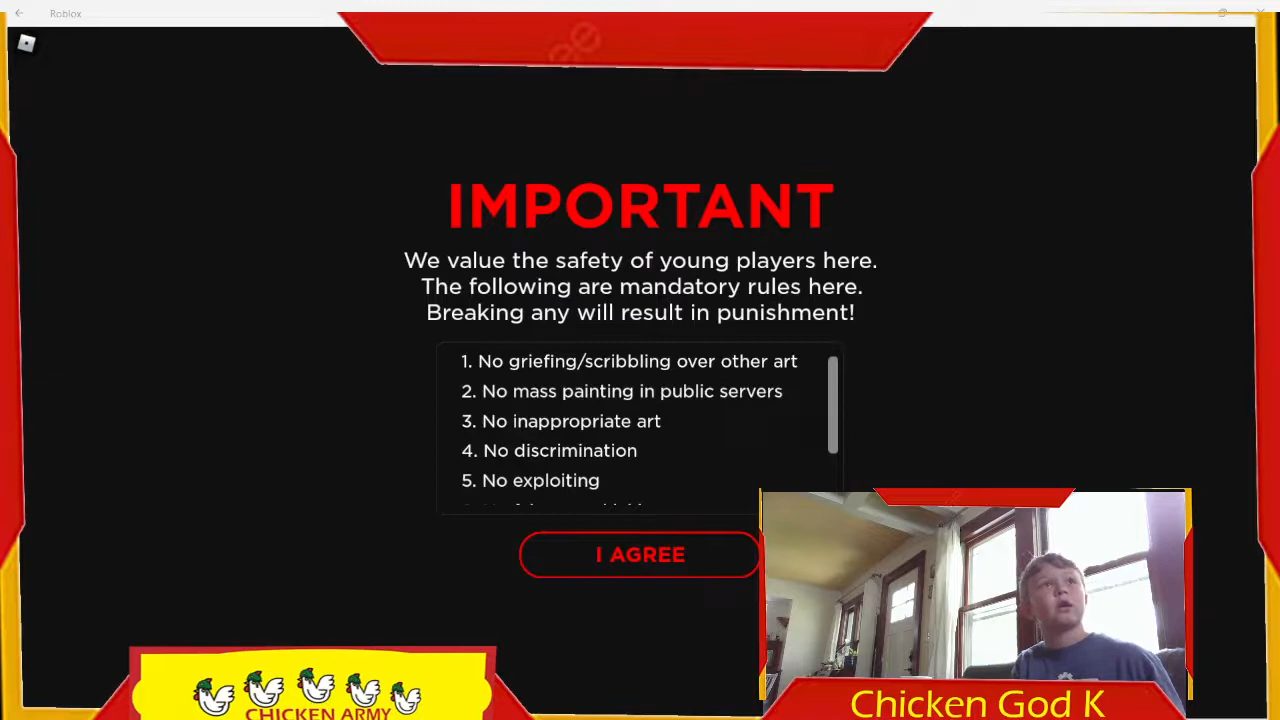 Roblox
IMPORTANT
We value the safety of young players here.
The following are mandatory rules here.
Breaking any will result in punishment!
1. No griefing/scribbling over other art
2. No mass painting in public servers
3. No inappropriate art
4. No discrimination
5. No exploiting
I AGREE
CHICKEN ARMY
Chicken God K